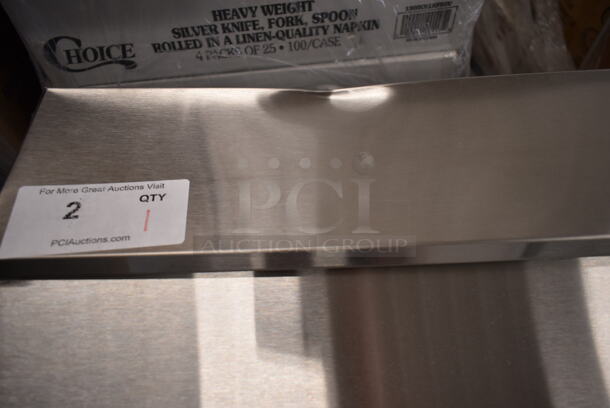 CHOICE
HEAVY WEIGHT
SILVER KNIFE, FORK, SPOON
ROLLED IN A LINEN-QUALITY NAPKIN
4 PACKS OF 25 • 100/CASE
For More Great Auctions Visit
2
QTY
1
PCIAuctions.com
PCI
AUCTION GROUP